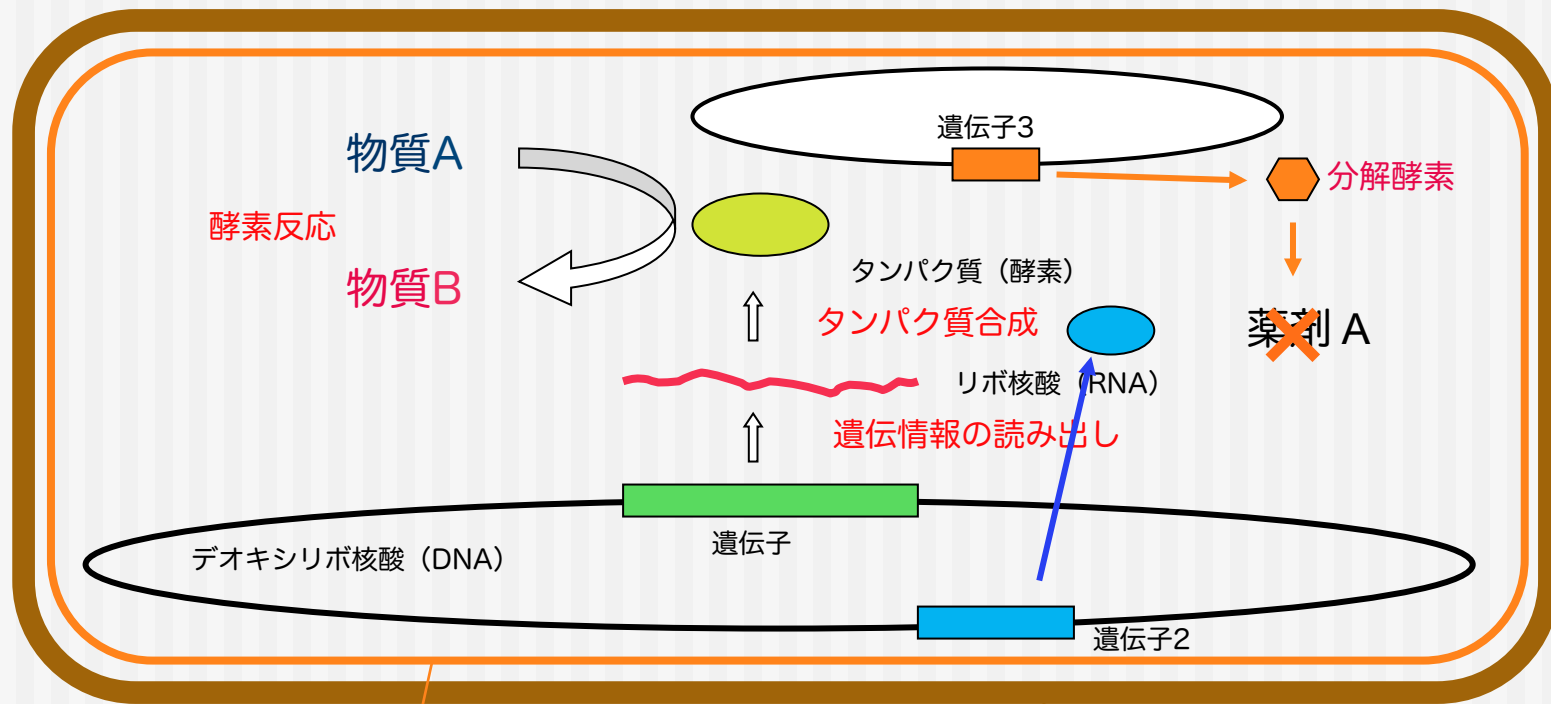 遺伝子3
物質A
分解酵素
酵素反応
タンパク質（酵素）
物質B
タンパク質合成
薬剤 A
リボ核酸（RNA）
遺伝情報の読み出し
遺伝子
デオキシリボ核酸（DNA）
遺伝子2